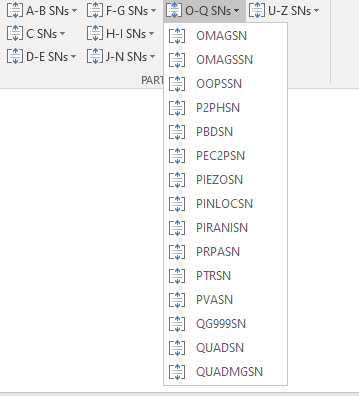 A-B SNs F-G SNs O-Q SNs U-Z SNs
C SNs H-I SNs
D-E SNs J-N SNs
PART
OMAGSN
OMAGSSN
OOPSSN
P2PHSN
PBDSN
PEC2PSN
PIEZOSN
PINLOCSN
PIRANISN
PRPASN
PTRSN
PVASN
QG999SN
QUADSN
QUADMGSN